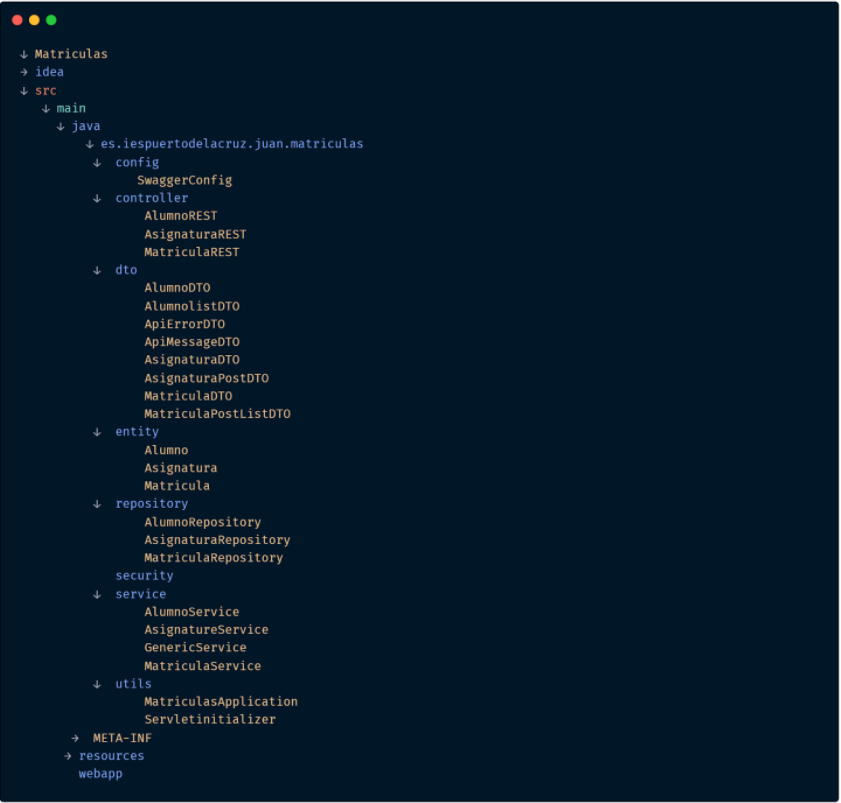 ↓ Matriculas
→ idea
↓ src
↓ main
↓ java
↓ es.iespuertodelacruz.juan.matriculas
↓ config
SwaggerConfig
↓ controller
AlumnoREST
AsignaturaREST
MatriculaREST
↓ dto
AlumnoDTO
AlumnolistDTO
ApiErrorDTO
ApiMessageDTO
AsignaturaDTO
AsignaturaPostDTO
MatriculaDTO
MatriculaPostListDTO
↓ entity
Alumno
Asignatura
Matricula
↓ repository
AlumnoRepository
AsignaturaRepository
MatriculaRepository
security
↓ service
AlumnoService
AsignatureService
GenericService
MatriculaService
↓ utils
MatriculasApplication
Servletinitializer
→ META-INF
→ resources
webapp